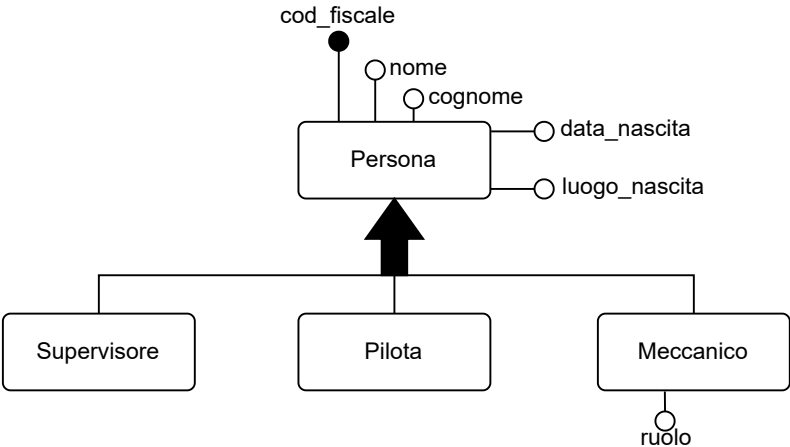 cod_fiscale
nome
cognome
data_nascita
Persona
luogo_nascita
Supervisore
Pilota
Meccanico
ruolo